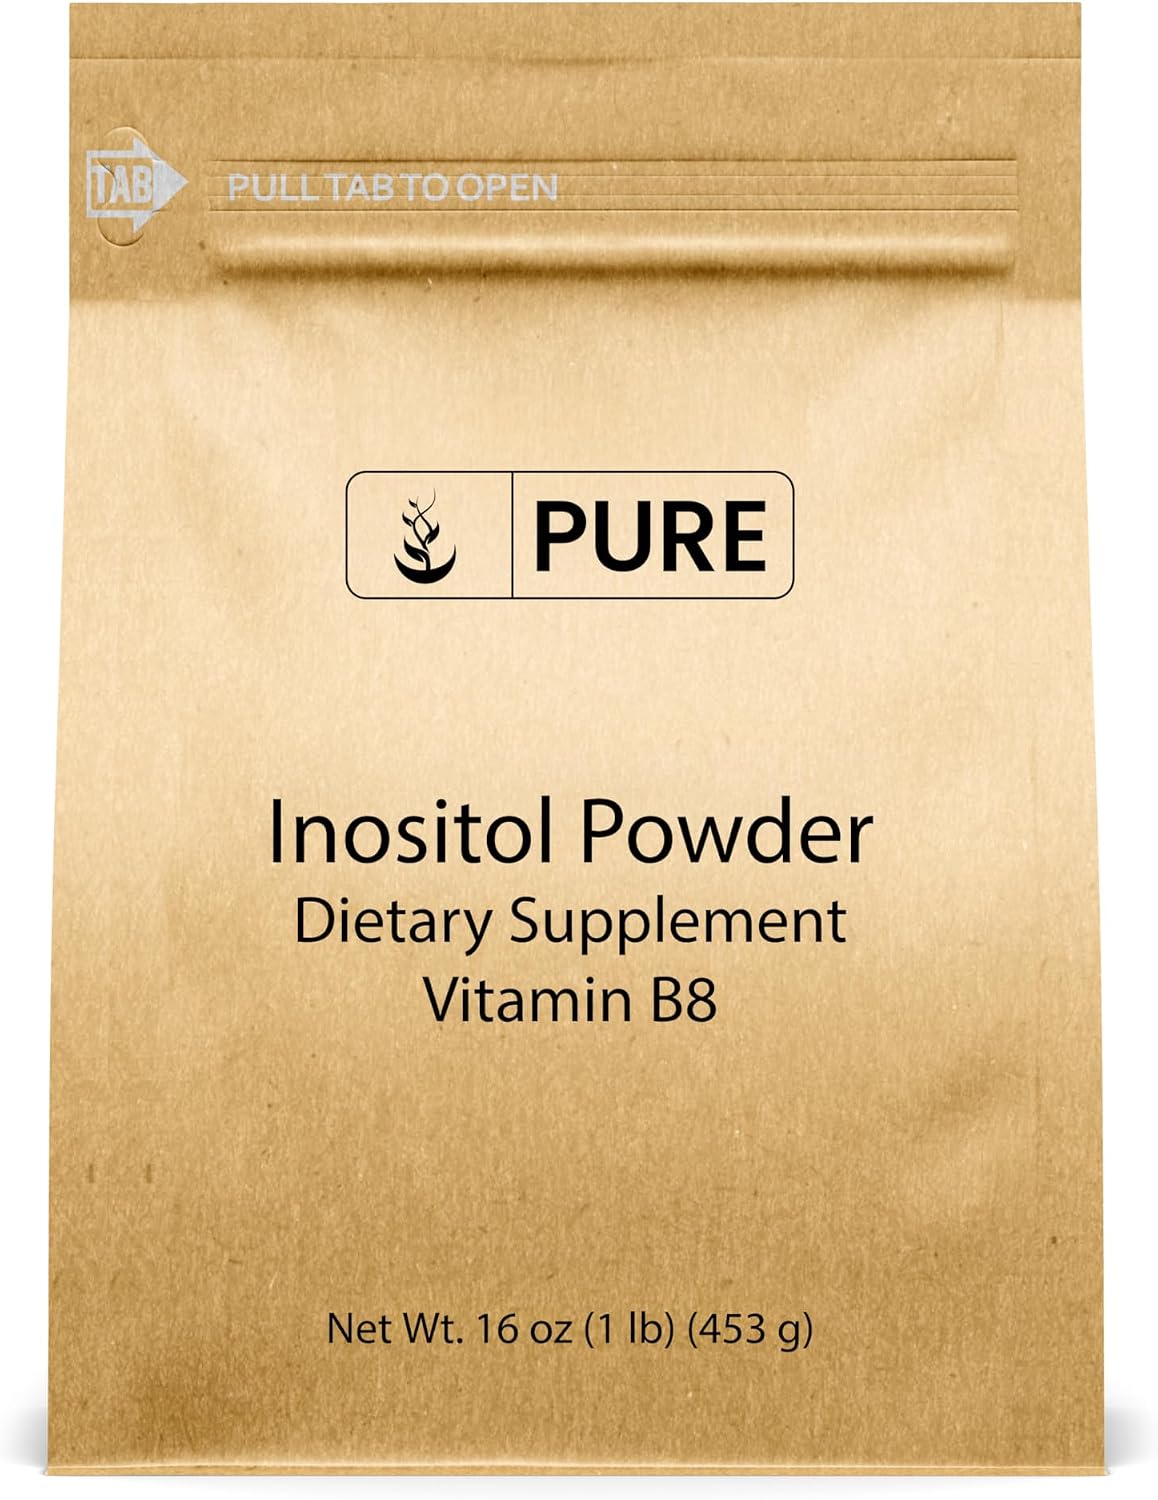 TAB
PULL TAB TO OPEN
PURE
Inositol Powder
Dietary Supplement
Vitamin B8
Net Wt. 16 oz (1 lb) (453 g)